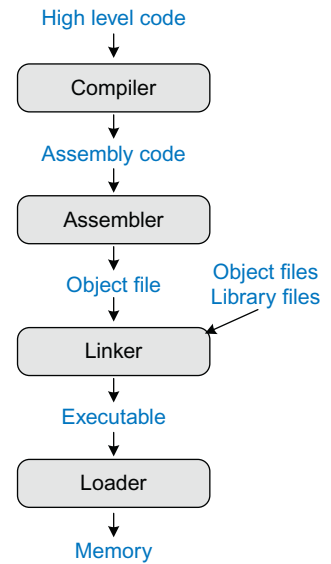 High level code
Compiler
Assembly code
Assembler
Object file
Object files
Library files
Linker
Executable
Loader
Memory